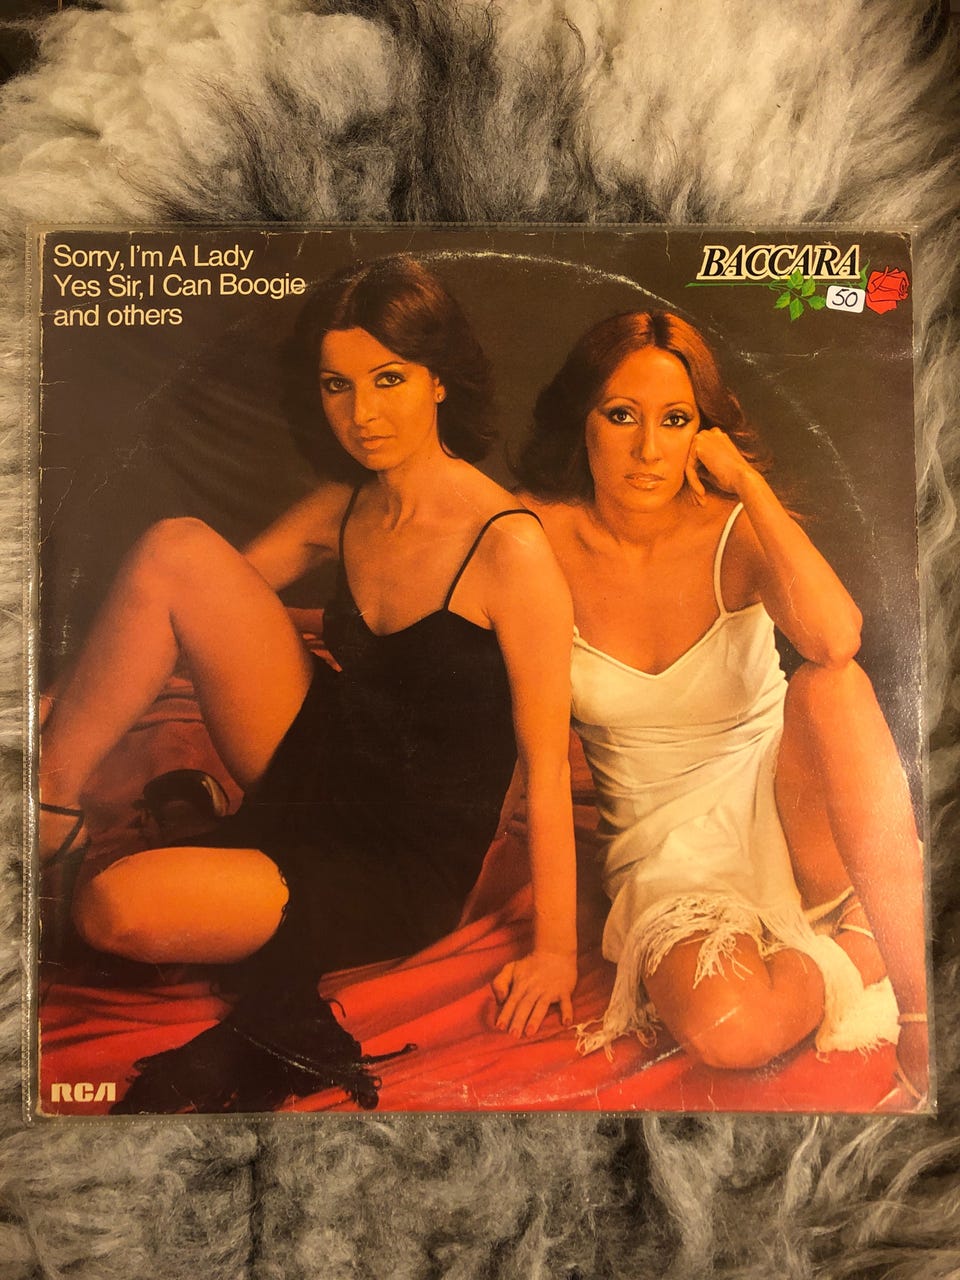 Sorry, I'm A Lady
Yes Sir, I Can Boogie
and others
BACCARA
50
RCA